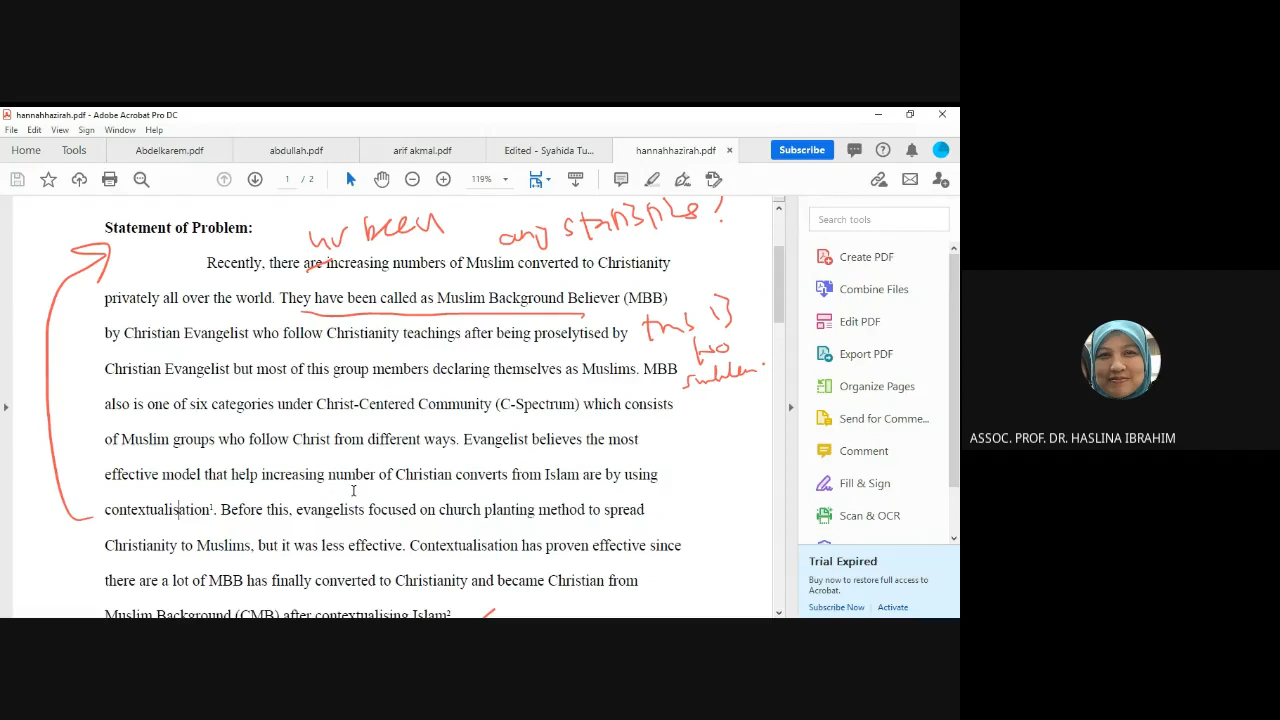 hannahhazirah.pdf - Adobe Acrobat Pro DC
File Edit View Sign Window Help
Home Tools Abdelkarem.pdf abdullah.pdf arif akmal.pdf Edited - Syahida Tu... hannahhazirah.pdf × Subscribe
1 / 2 119%
any statistics?
been
Statement of Problem:
Recently, there are increasing numbers of Muslim converted to Christianity
privately all over the world. They have been called as Muslim Background Believer (MBB)
by Christian Evangelist who follow Christianity teachings after being proselytised by
this is
Christian Evangelist but most of this group members declaring themselves as Muslims. MBB
also is one of six categories under Christ-Centered Community (C-Spectrum) which consists
of Muslim groups who follow Christ from different ways. Evangelist believes the most
effective model that help increasing number of Christian converts from Islam are by using
contextualisation¹. Before this, evangelists focused on church planting method to spread
Christianity to Muslims, but it was less effective. Contextualisation has proven effective since
there are a lot of MBB has finally converted to Christianity and became Christian from
Muslim Background (CMB) after contextualising Islam²
Search tools
Create PDF
Combine Files
Edit PDF
Export PDF
Organize Pages
Send for Comme...
Comment
Fill & Sign
Scan & OCR
Trial Expired
Buy now to restore full access to
Acrobat.
Subscribe Now Activate
ASSOC. PROF. DR. HASLINA IBRAHIM